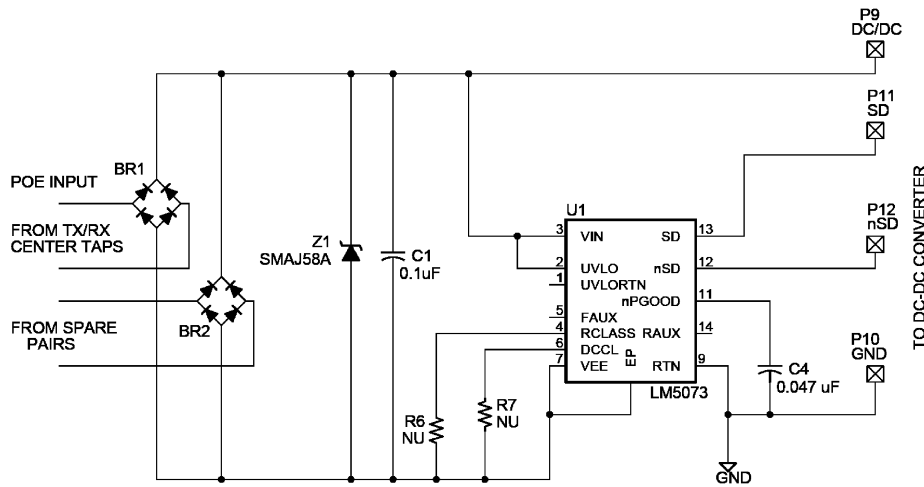 P9
DC/DC
P11
SD
BR1
POE INPUT
FROM TX/RX
CENTER TAPS
FROM SPARE
PAIRS
BR2
Z1
SMAJ58A
C1
0.1uF
U1
3 VIN SD 13
2 UVLO nSD 12
1 UVLORTN
nPGOOD 11
5 FAUX
4 RCLASS RAUX 14
6 DCCL
7 VEE EP RTN 9
LM5073
P12
nSD
P10
GND
C4
0.047 uF
R6
NU
R7
NU
GND
TO DC-DC CONVERTER